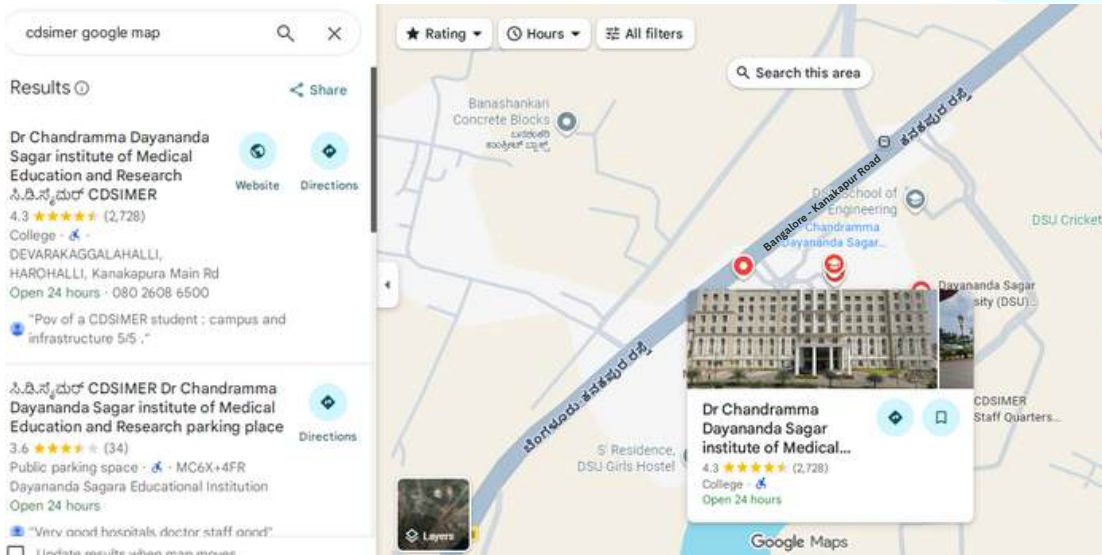 cdsimer google map
Results
Share
Dr Chandramma Dayananda
Sagar institute of Medical
Education and Research
ಸಿ.ಡಿ.ಸೈಮರ್ CDSIMER
Website
Directions
4.3 ★★★★★ (2,728)
College ·
DEVARAKAGGALAHALLI,
HAROHALLI, Kanakapura Main Rd
Open 24 hours · 080 2608 6500
"Pov of a CDSIMER student : campus and
infrastructure 5/5 ."
ಸಿ.ಡಿ.ಸೈಮರ್ CDSIMER Dr Chandramma
Dayananda Sagar institute of Medical
Education and Research parking place
Directions
3.6 ★★★★★ (34)
Public parking space · · MC6X+4FR
Dayananda Sagara Educational Institution
Open 24 hours
"Very good hospitals doctor staff good"
Update results when map moves
Rating
Hours
All filters
Search this area
Banashankari
Concrete Blocks
ಬನಶಂಕರಿ
ಕಾಂಕ್ರೀಟ್ ಬ್ಲಾಕ್ಸ್
ಕನಕಪುರ ರಸ್ತೆ
Bangalore - Kanakapur Road
School of
Engineering
Chandramma
Dayananda Sagar...
DSU Cricket
Dayananda Sagar
sity (DSU)...
ಬೆಂಗಳೂರು ಕನಕಪುರ ರಸ್ತೆ
Dr Chandramma
Dayananda Sagar
institute of Medical...
4.3 ★★★★★ (2,728)
College ·
Open 24 hours
CDSIMER
Staff Quarters...
S' Residence,
DSU Girls Hostel
Layers
Google Maps